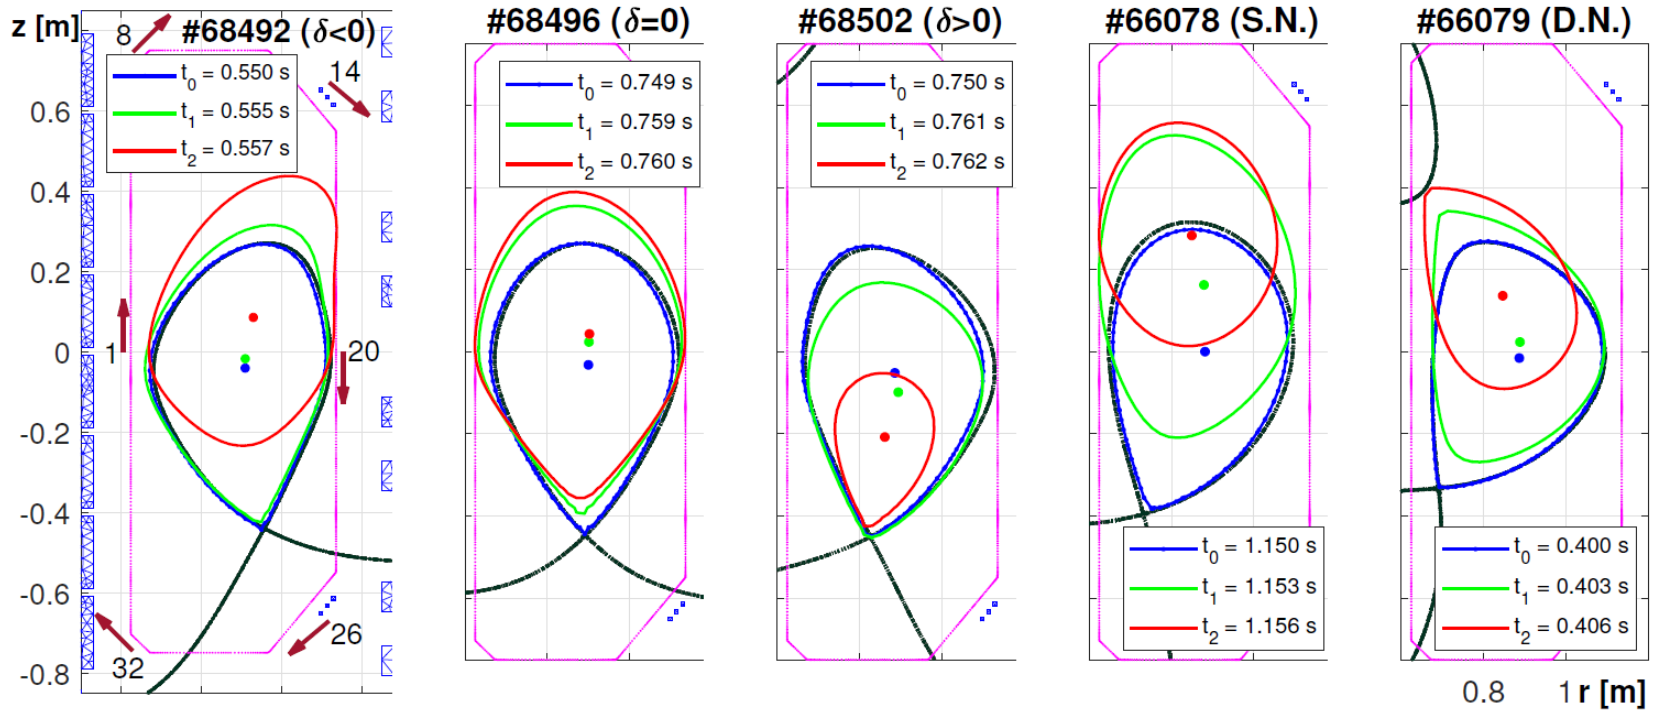 z [m]
#68492 (δ<0)
#68496 (δ=0)
#68502 (δ>0)
#66078 (S.N.)
#66079 (D.N.)
8
14
1
20
26
32
t0 = 0.550 s
t1 = 0.555 s
t2 = 0.557 s
t0 = 0.749 s
t1 = 0.759 s
t2 = 0.760 s
t0 = 0.750 s
t1 = 0.761 s
t2 = 0.762 s
t0 = 1.150 s
t1 = 1.153 s
t2 = 1.156 s
t0 = 0.400 s
t1 = 0.403 s
t2 = 0.406 s
0.6
0.4
0.2
0
-0.2
-0.4
-0.6
-0.8
0.8
1
r [m]